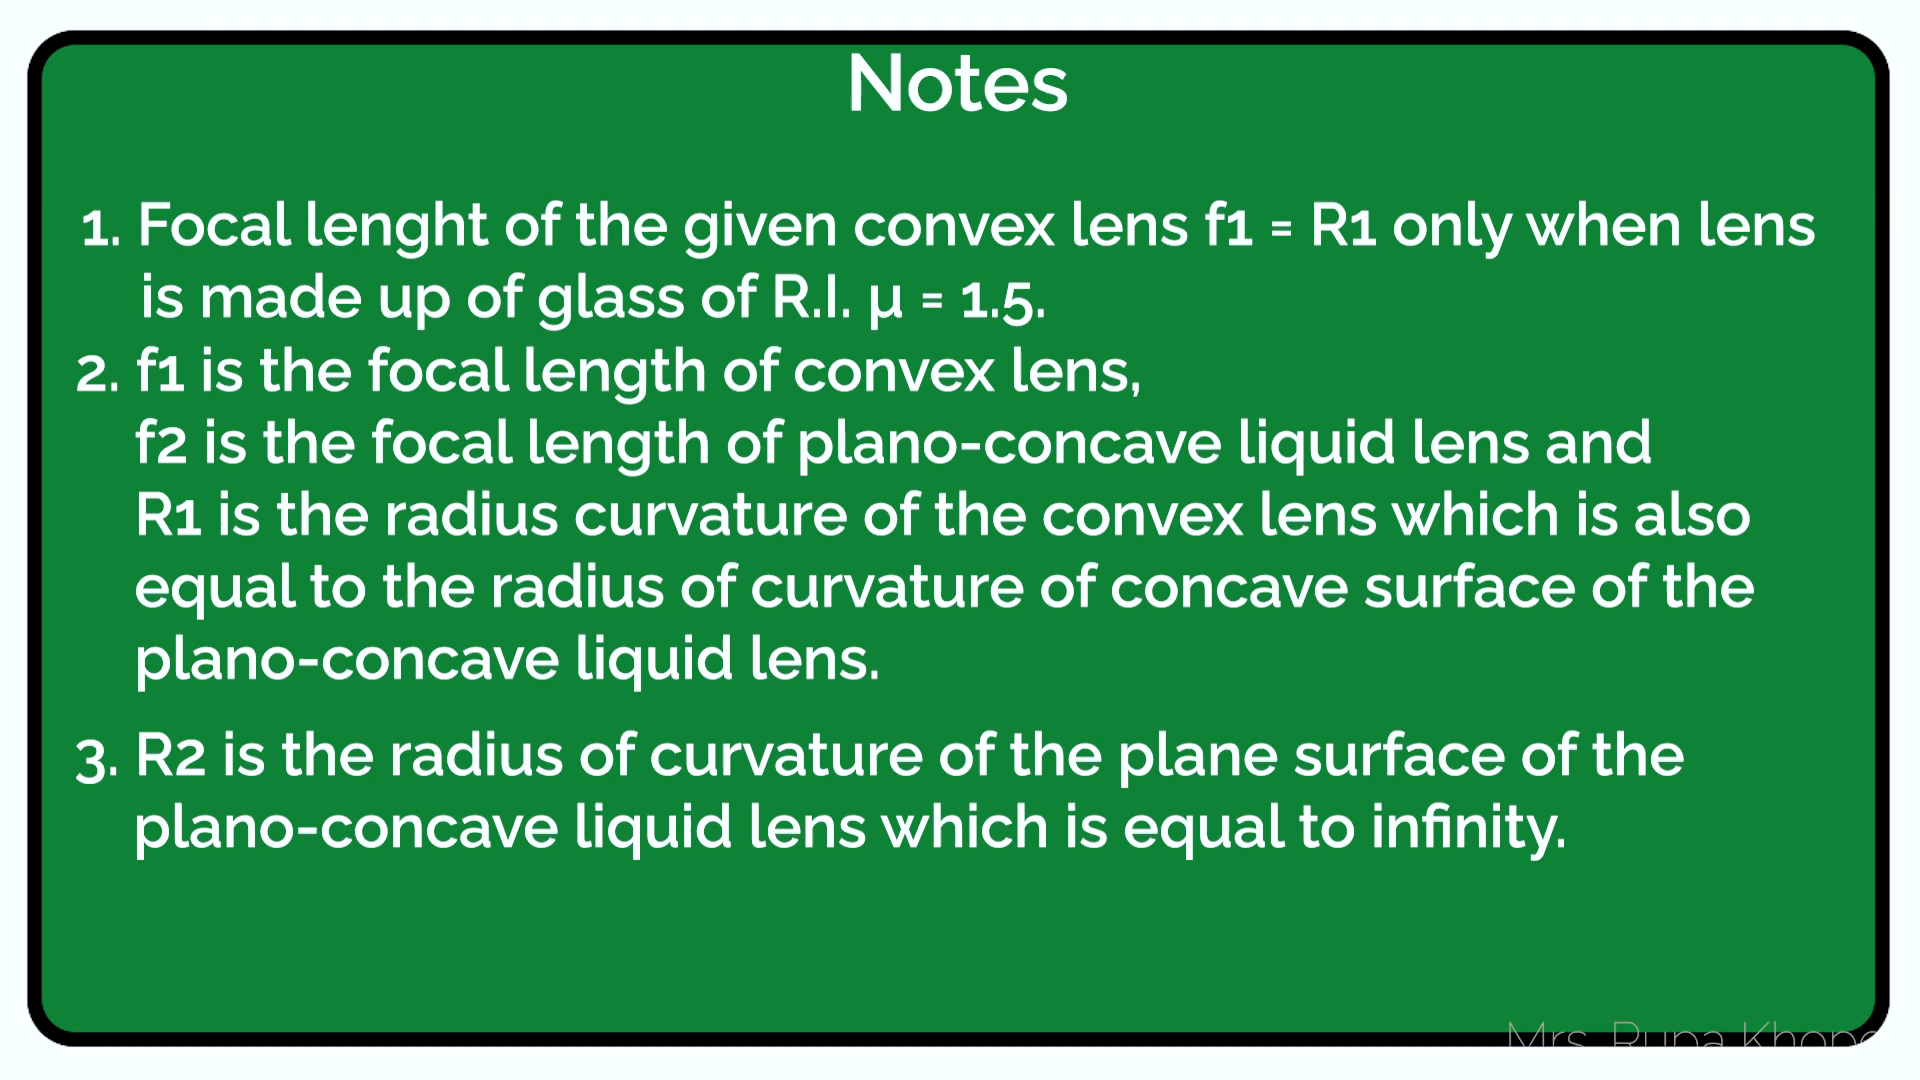 Notes
1. Focal lenght of the given convex lens f1 = R1 only when lens
is made up of glass of R.I. µ = 1.5.
2. f1 is the focal length of convex lens,
f2 is the focal length of plano-concave liquid lens and
R1 is the radius curvature of the convex lens which is also
equal to the radius of curvature of concave surface of the
plano-concave liquid lens.
3. R2 is the radius of curvature of the plane surface of the
plano-concave liquid lens which is equal to infinity.
Mrs. Rupa